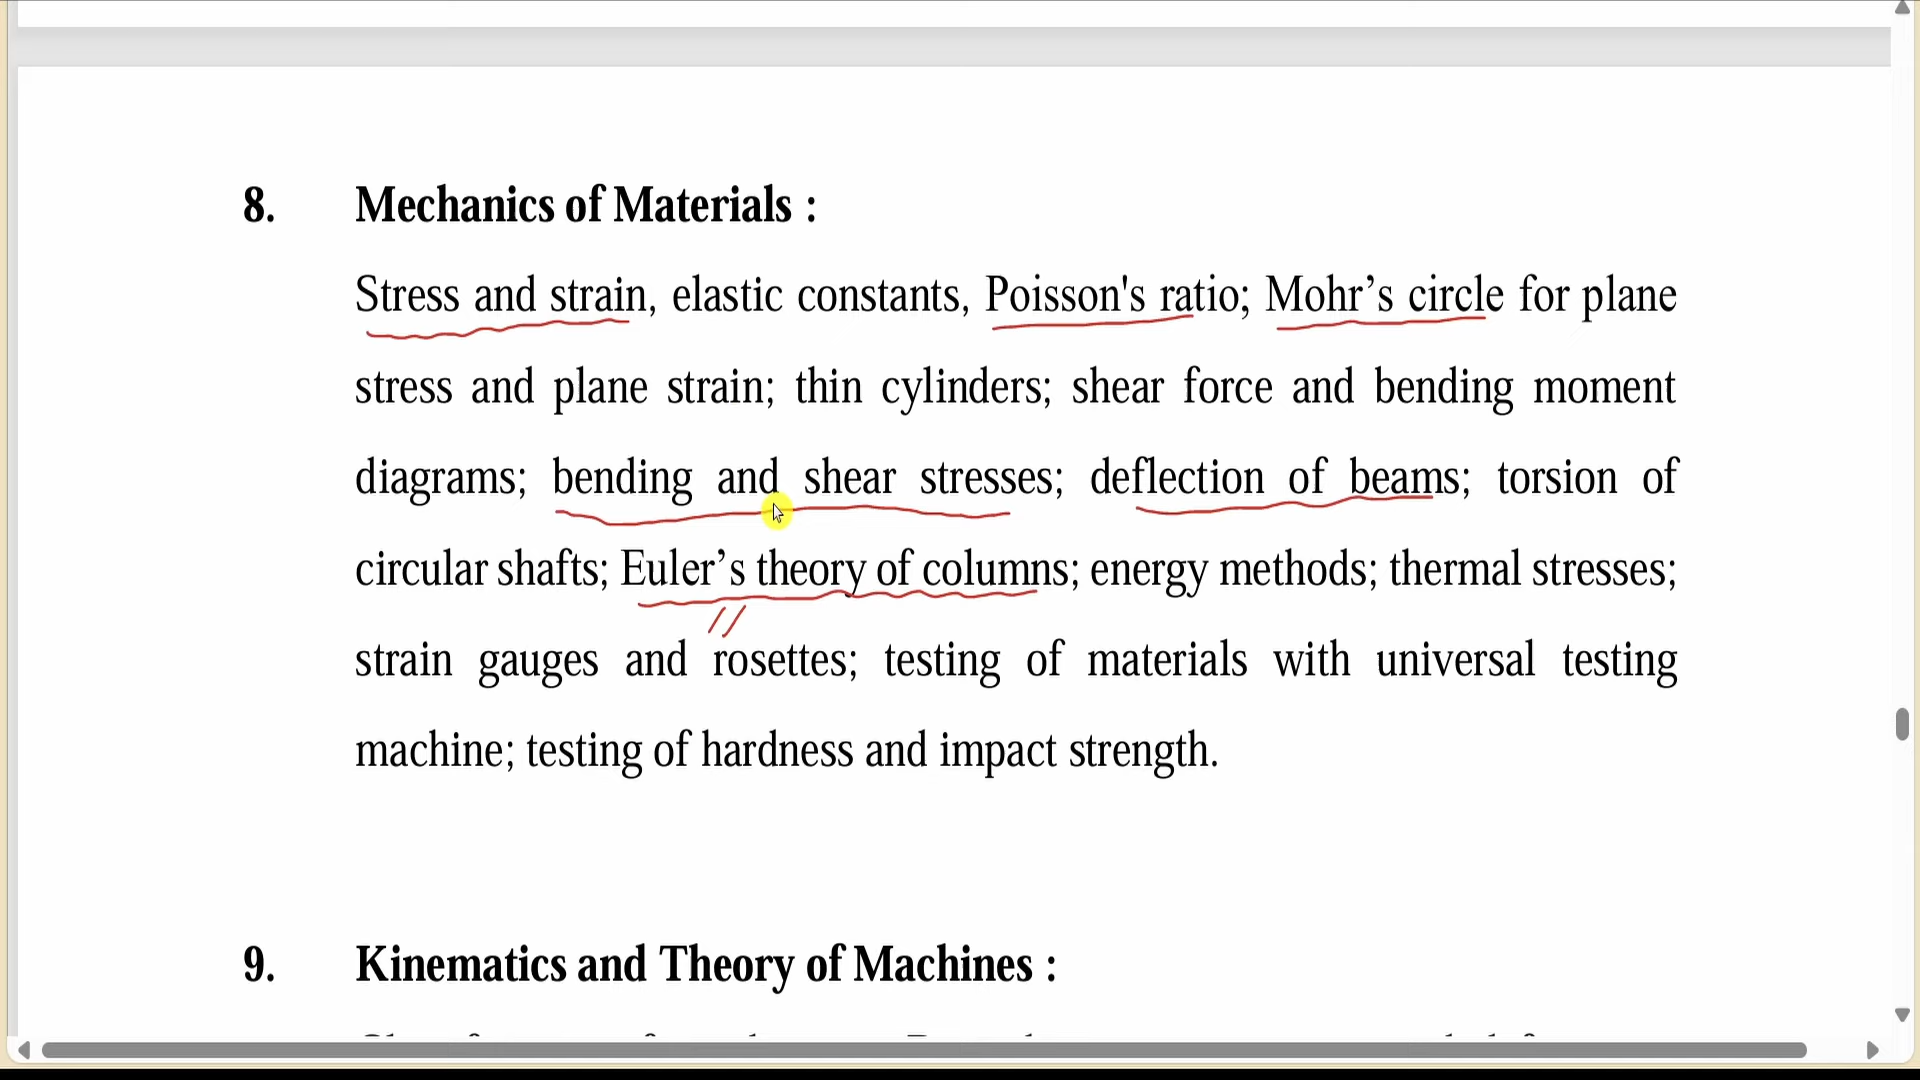 8. Mechanics of Materials :
Stress and strain, elastic constants, Poisson's ratio; Mohr’s circle for plane
stress and plane strain; thin cylinders; shear force and bending moment
diagrams; bending and shear stresses; deflection of beams; torsion of
circular shafts; Euler’s theory of columns; energy methods; thermal stresses;
strain gauges and rosettes; testing of materials with universal testing
machine; testing of hardness and impact strength.
9. Kinematics and Theory of Machines :